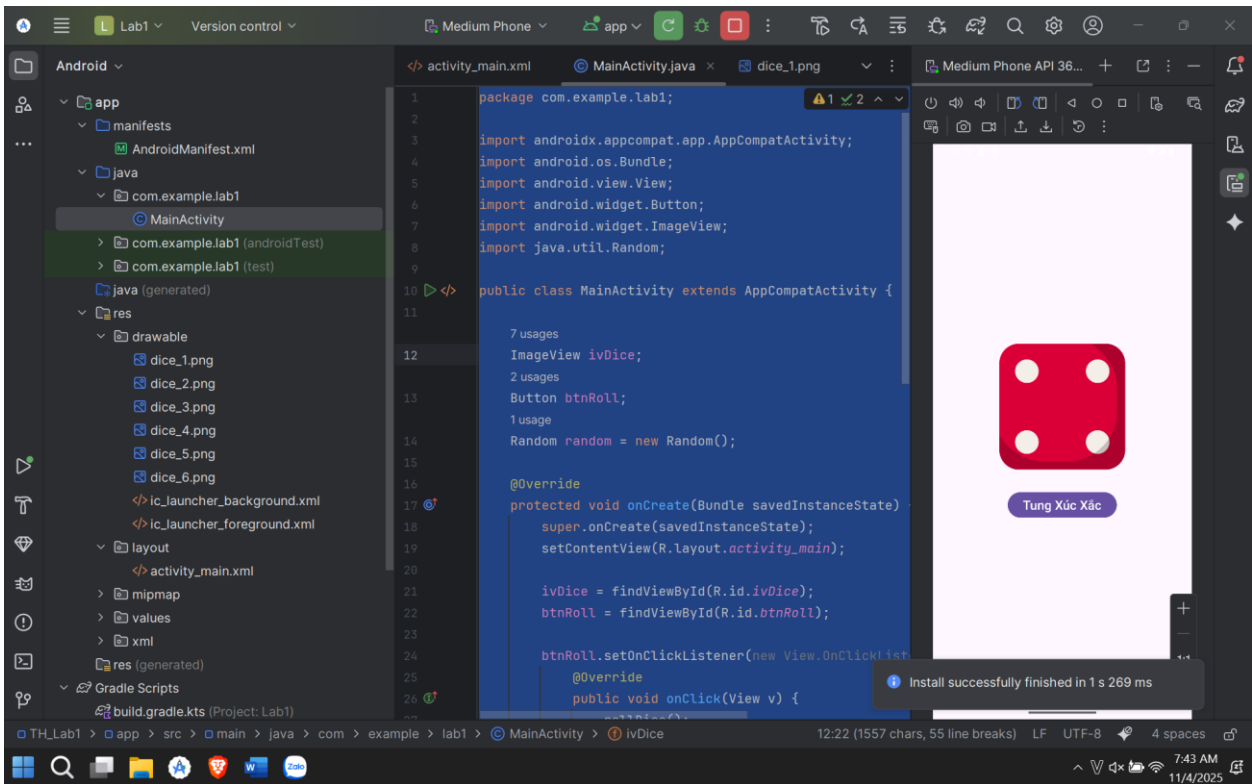 L Lab1
Version control
Medium Phone
app
Android
activity_main.xml
MainActivity.java
dice_1.png
Medium Phone API 36...
app
manifests
AndroidManifest.xml
java
com.example.lab1
MainActivity
com.example.lab1 (androidTest)
com.example.lab1 (test)
java (generated)
res
drawable
dice_1.png
dice_2.png
dice_3.png
dice_4.png
dice_5.png
dice_6.png
ic_launcher_background.xml
ic_launcher_foreground.xml
layout
activity_main.xml
mipmap
values
xml
res (generated)
Gradle Scripts
build.gradle.kts (Project: Lab1)
1 package com.example.lab1;
1 2
2
3 import androidx.appcompat.app.AppCompatActivity;
4 import android.os.Bundle;
5 import android.view.View;
6 import android.widget.Button;
7 import android.widget.ImageView;
8 import java.util.Random;
9
10 public class MainActivity extends AppCompatActivity {
11
7 usages
12 ImageView ivDice;
2 usages
13 Button btnRoll;
1 usage
14 Random random = new Random();
15
16 @Override
17 protected void onCreate(Bundle savedInstanceState)
18 super.onCreate(savedInstanceState);
19 setContentView(R.layout.activity_main);
20
21 ivDice = findViewById(R.id.ivDice);
22 btnRoll = findViewById(R.id.btnRoll);
23
24 btnRoll.setOnClickListener(new View.OnClickList
25 @Override
26 public void onClick(View v) {
Tung Xúc Xắc
Install successfully finished in 1 s 269 ms
TH_Lab1 > app > src > main > java > com > example > lab1 > MainActivity > ivDice
12:22 (1557 chars, 55 line breaks) LF UTF-8 4 spaces
Zalo
7:43 AM
11/4/2025